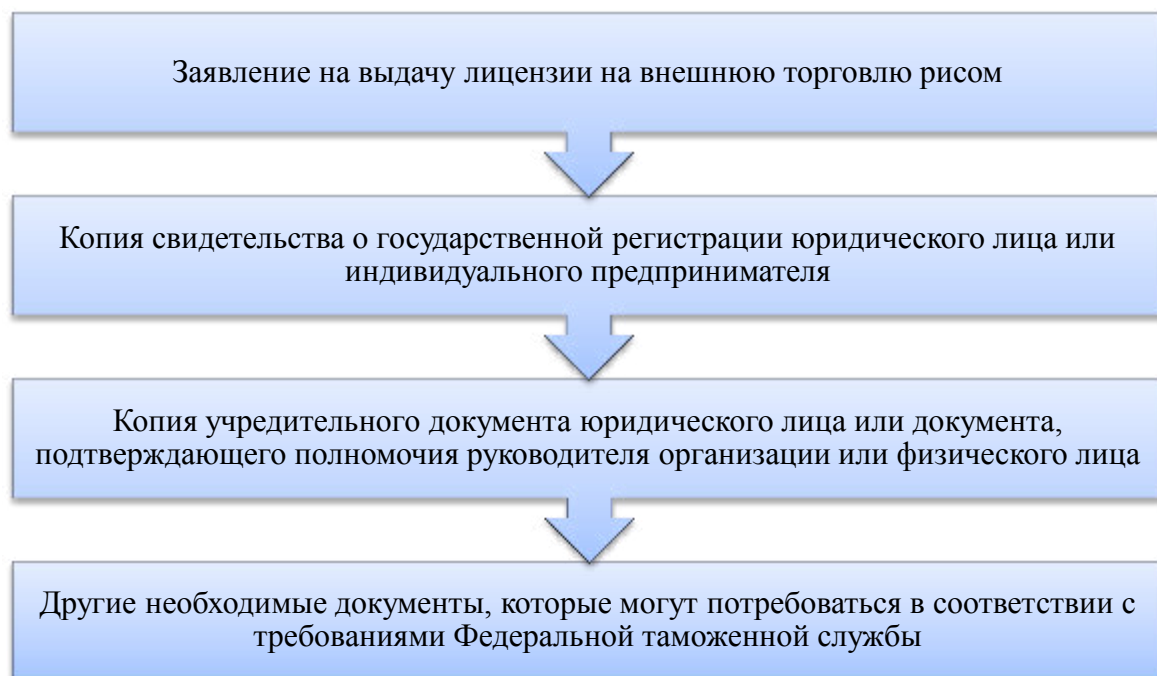 Заявление на выдачу лицензии на внешнюю торговлю рисом
Копия свидетельства о государственной регистрации юридического лица или
индивидуального предпринимателя
Копия учредительного документа юридического лица или документа,
подтверждающего полномочия руководителя организации или физического лица
Другие необходимые документы, которые могут потребоваться в соответствии с
требованиями Федеральной таможенной службы